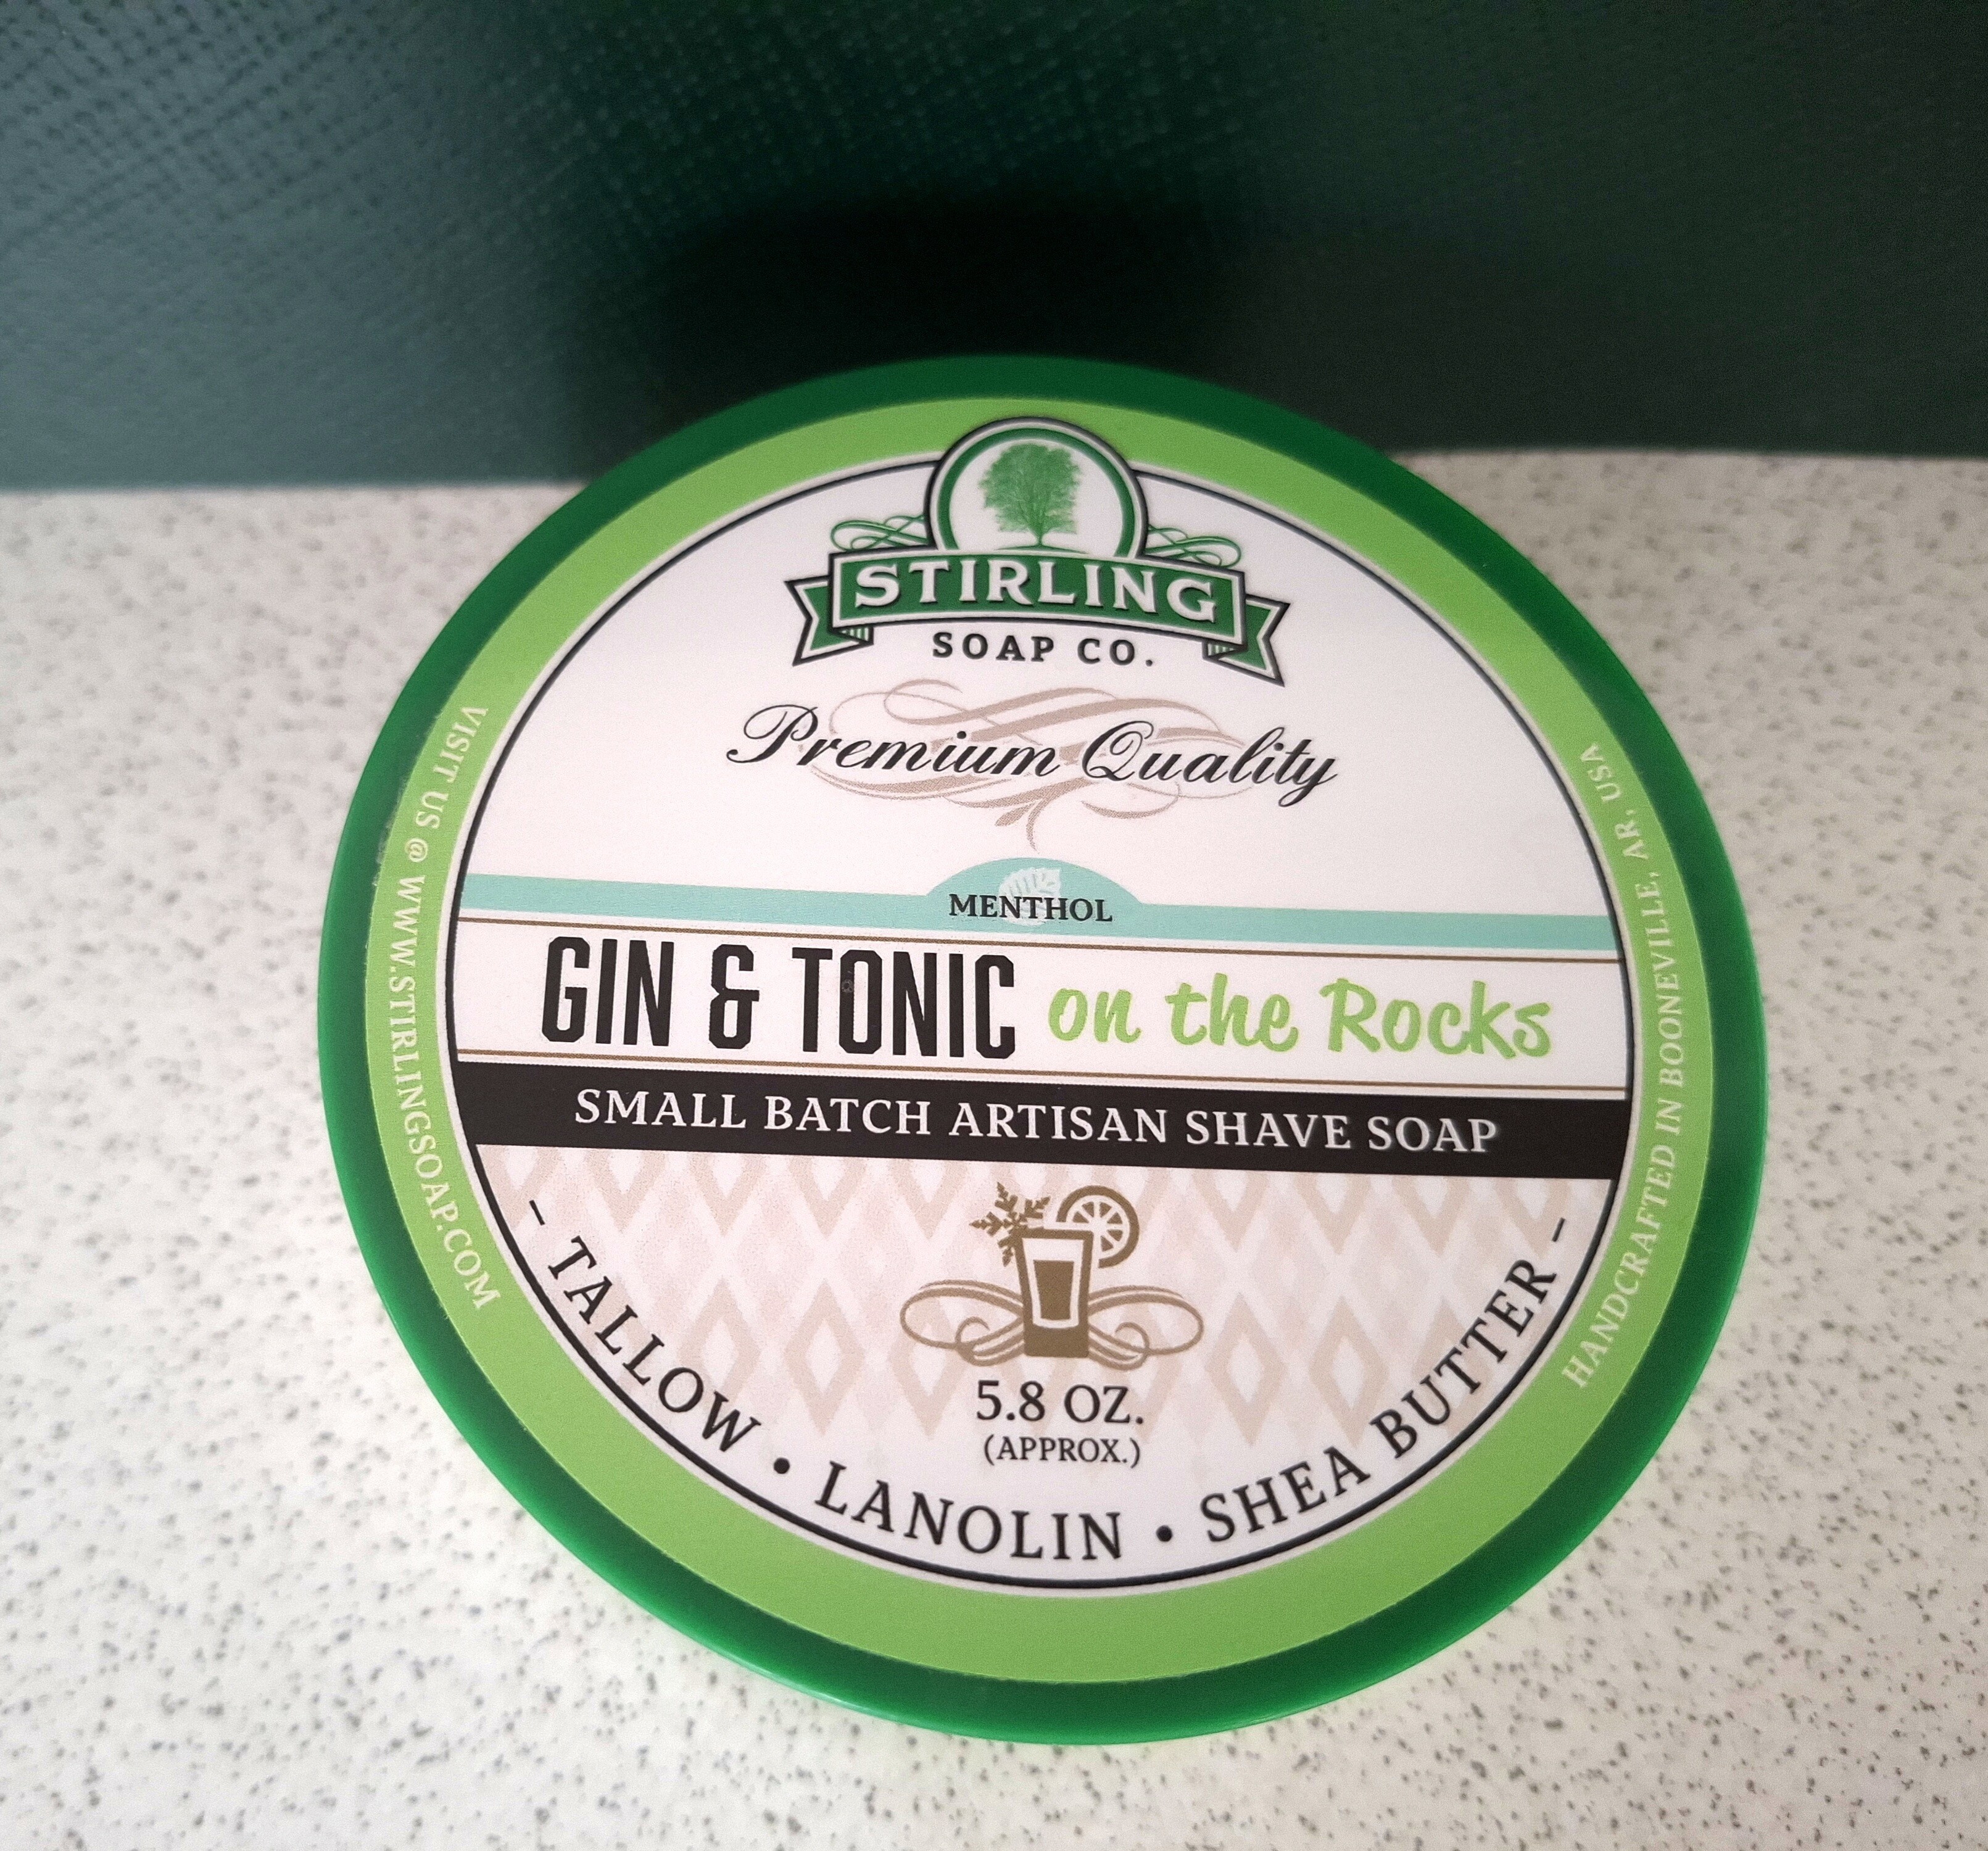 STIRLING
SOAP CO.
Premium Quality
MENTHOL
GIN & TONIC on the Rocks
SMALL BATCH ARTISAN SHAVE SOAP
5.8 OZ.
(APPROX.)
- TALLOW • LANOLIN • SHEA BUTTER -
VISIT US @ WWW.STIRLINGSOAP.COM
HANDCRAFTED IN BOONEVILLE, AR, USA